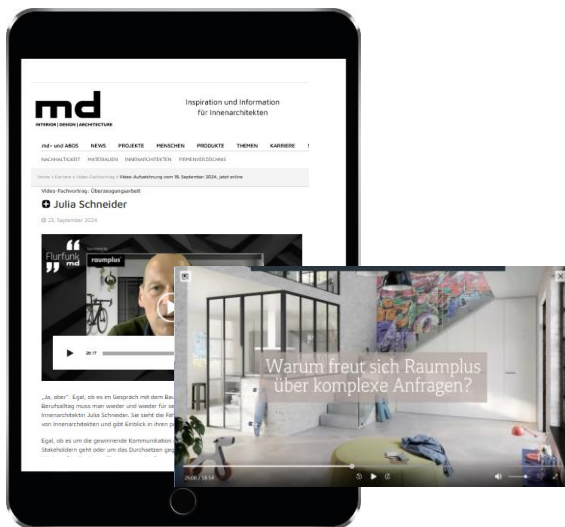 md
INTERIOR | DESIGN | ARCHITECTURE
Inspiration und Information
für Innenarchitekten
md+ und ABOS NEWS PROJEKTE MENSCHEN PRODUKTE THEMEN KARRIERE
NACHHALTIGKEIT MATERIALIEN INNENARCHITEKTEN FIRMENVERZEICHNIS
Home » Karriere » Video-Fachvortrag » Video-Aufzeichnung vom 18. September 2024, jetzt online
Video-Fachvortrag: Überzeugungsarbeit
Julia Schneider
September 2024
Flurfunk
md
raumplus
„Ja, aber“: Egal, ob es im Gespräch mit dem
Berufsalltag muss man wieder und wieder für
Innenarchitektin Julia Schneider. Sie sieht die
von Innenarchitekten und gibt Einblick in ihren
Egal, ob es um die gewinnende Kommunikation
Stakeholdern geht oder um das Durchsetzen
Warum freut sich Raumplus
über komplexe Anfragen?